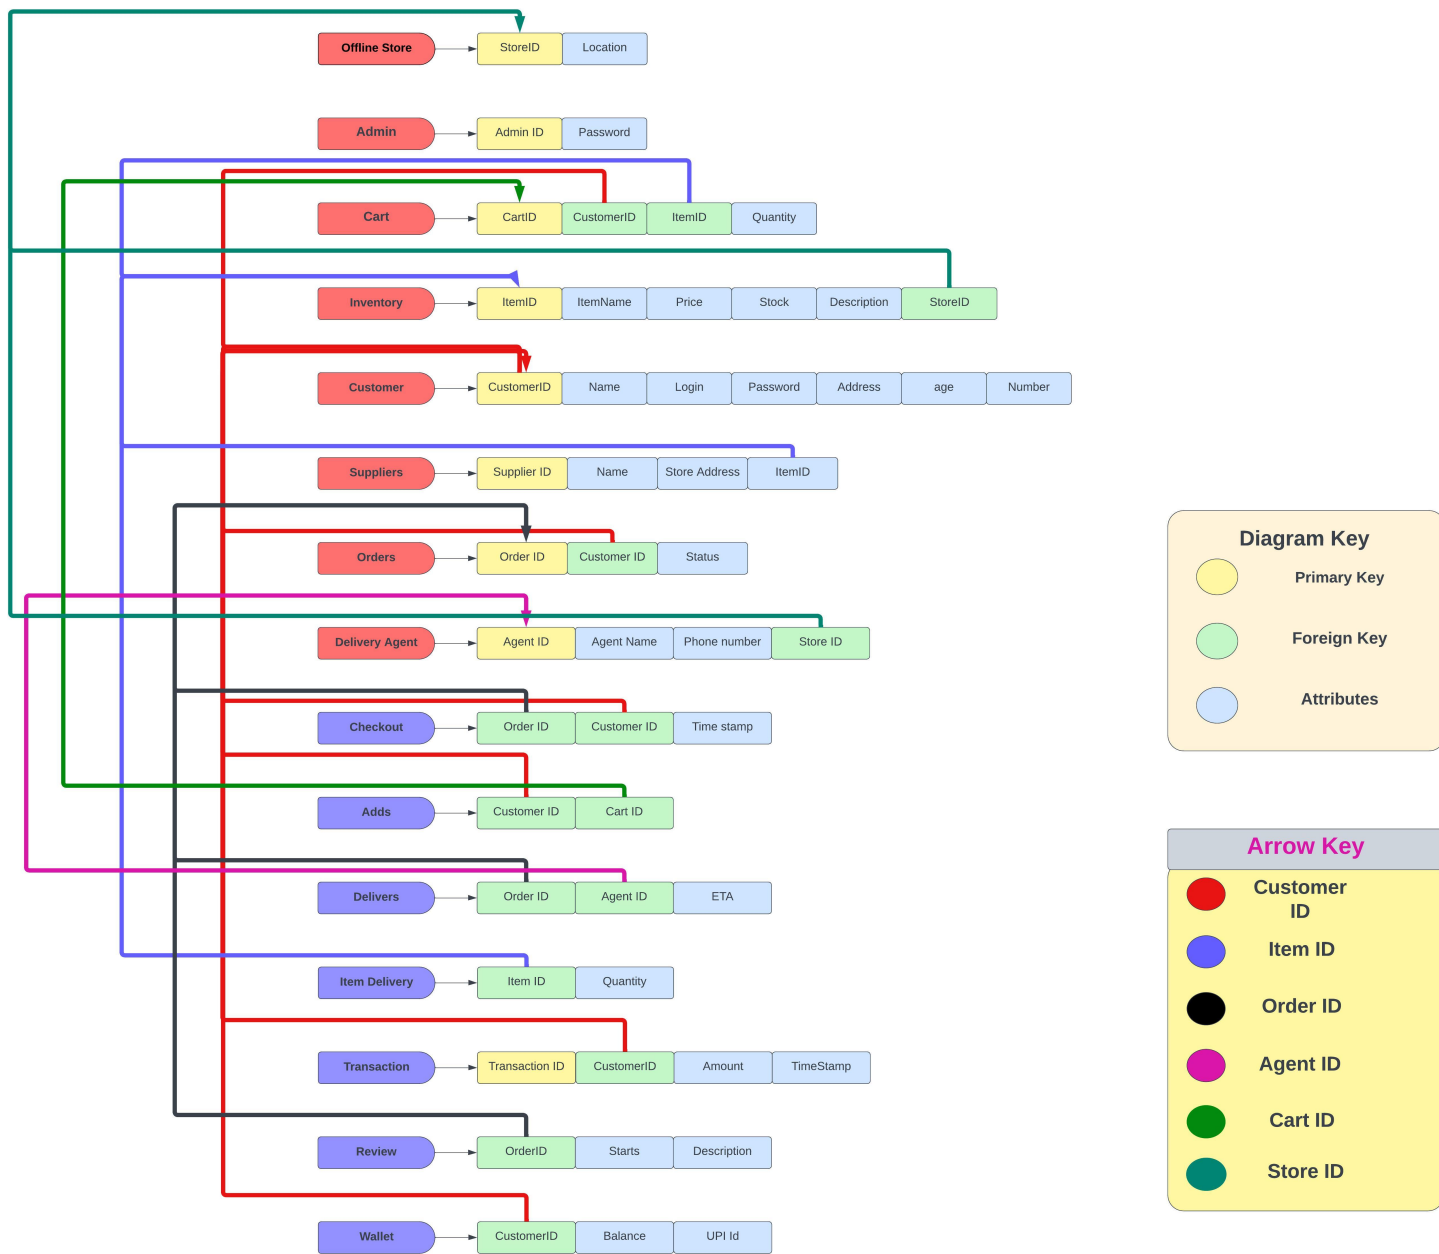 Offline Store
StoreID
Location
Admin
Admin ID
Password
Cart
CartID
CustomerID
ItemID
Quantity
Inventory
ItemID
ItemName
Price
Stock
Description
StoreID
Customer
CustomerID
Name
Login
Password
Address
age
Number
Suppliers
Supplier ID
Name
Store Address
ItemID
Orders
Order ID
Customer ID
Status
Delivery Agent
Agent ID
Agent Name
Phone number
Store ID
Checkout
Order ID
Customer ID
Time stamp
Adds
Customer ID
Cart ID
Delivers
Order ID
Agent ID
ETA
Item Delivery
Item ID
Quantity
Transaction
Transaction ID
CustomerID
Amount
TimeStamp
Review
OrderID
Starts
Description
Wallet
CustomerID
Balance
UPI Id
Diagram Key
Primary Key
Foreign Key
Attributes
Arrow Key
Customer
ID
Item ID
Order ID
Agent ID
Cart ID
Store ID